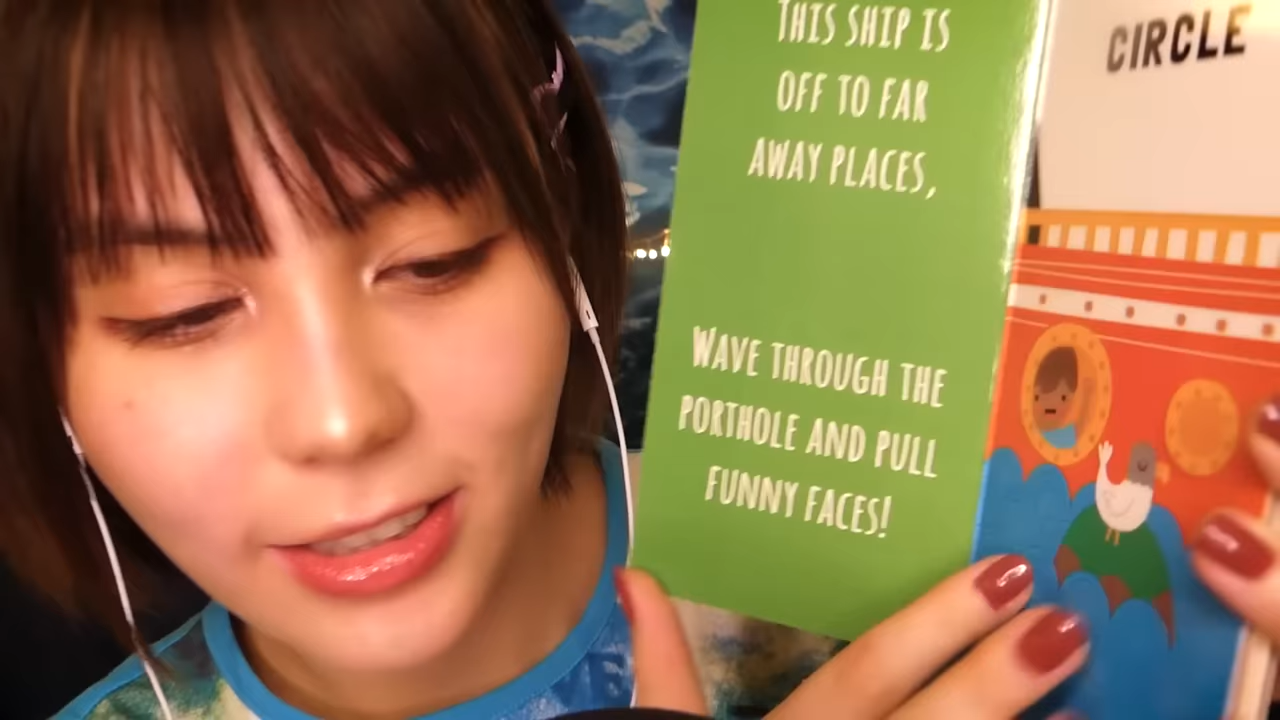 THIS SHIP IS
OFF TO FAR
AWAY PLACES,
WAVE THROUGH THE
PORTHOLE AND PULL
FUNNY FACES!
CIRCLE